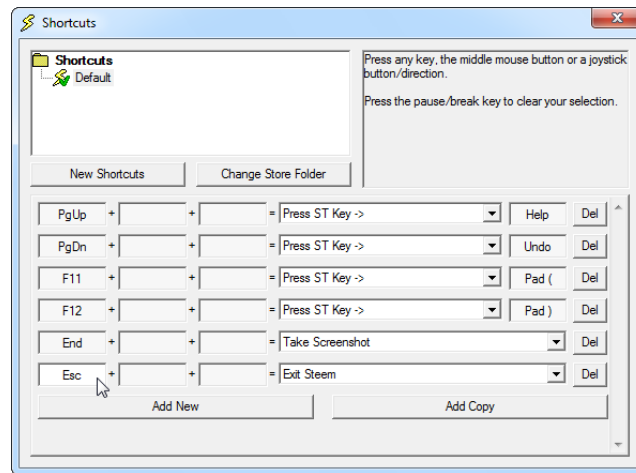 Shortcuts
Shortcuts
Default
Press any key, the middle mouse button or a joystick
button/direction.
Press the pause/break key to clear your selection.
New Shortcuts
Change Store Folder
PgUp + + = Press ST Key -> Help Del
PgDn + + = Press ST Key -> Undo Del
F11 + + = Press ST Key -> Pad ( Del
F12 + + = Press ST Key -> Pad ) Del
End + + = Take Screenshot Del
Esc + + = Exit Steem Del
Add New
Add Copy